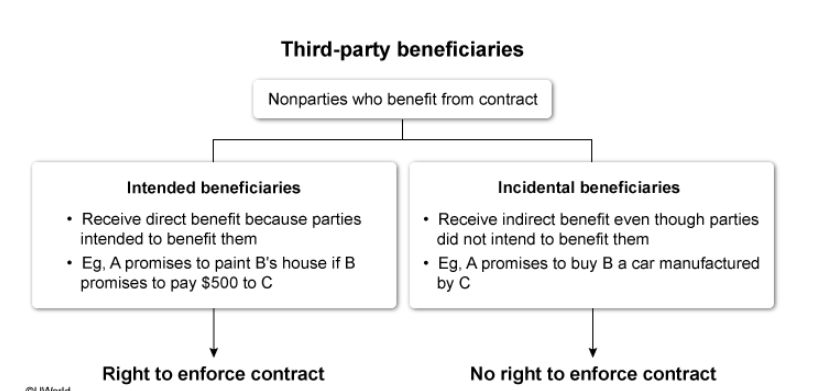 Third-party beneficiaries
Nonparties who benefit from contract
Intended beneficiaries
• Receive direct benefit because parties
intended to benefit them
• Eg, A promises to paint B's house if B
promises to pay $500 to C
Incidental beneficiaries
• Receive indirect benefit even though parties
did not intend to benefit them
• Eg, A promises to buy B a car manufactured
by C
Right to enforce contract
No right to enforce contract
©UWorld